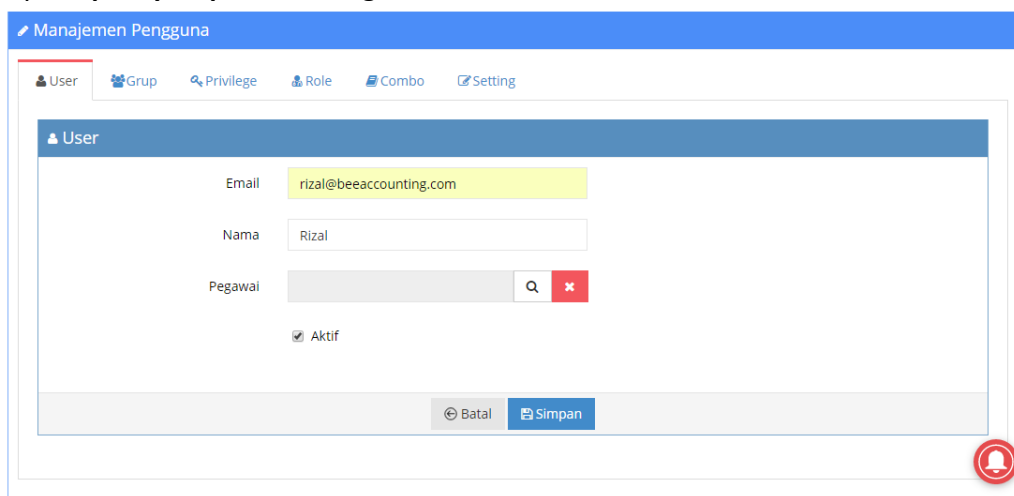 Manajemen Pengguna
User Grup Privilege Role Combo Setting
User
Email rizal@beeaccounting.com
Nama Rizal
Pegawai
Aktif
Batal Simpan